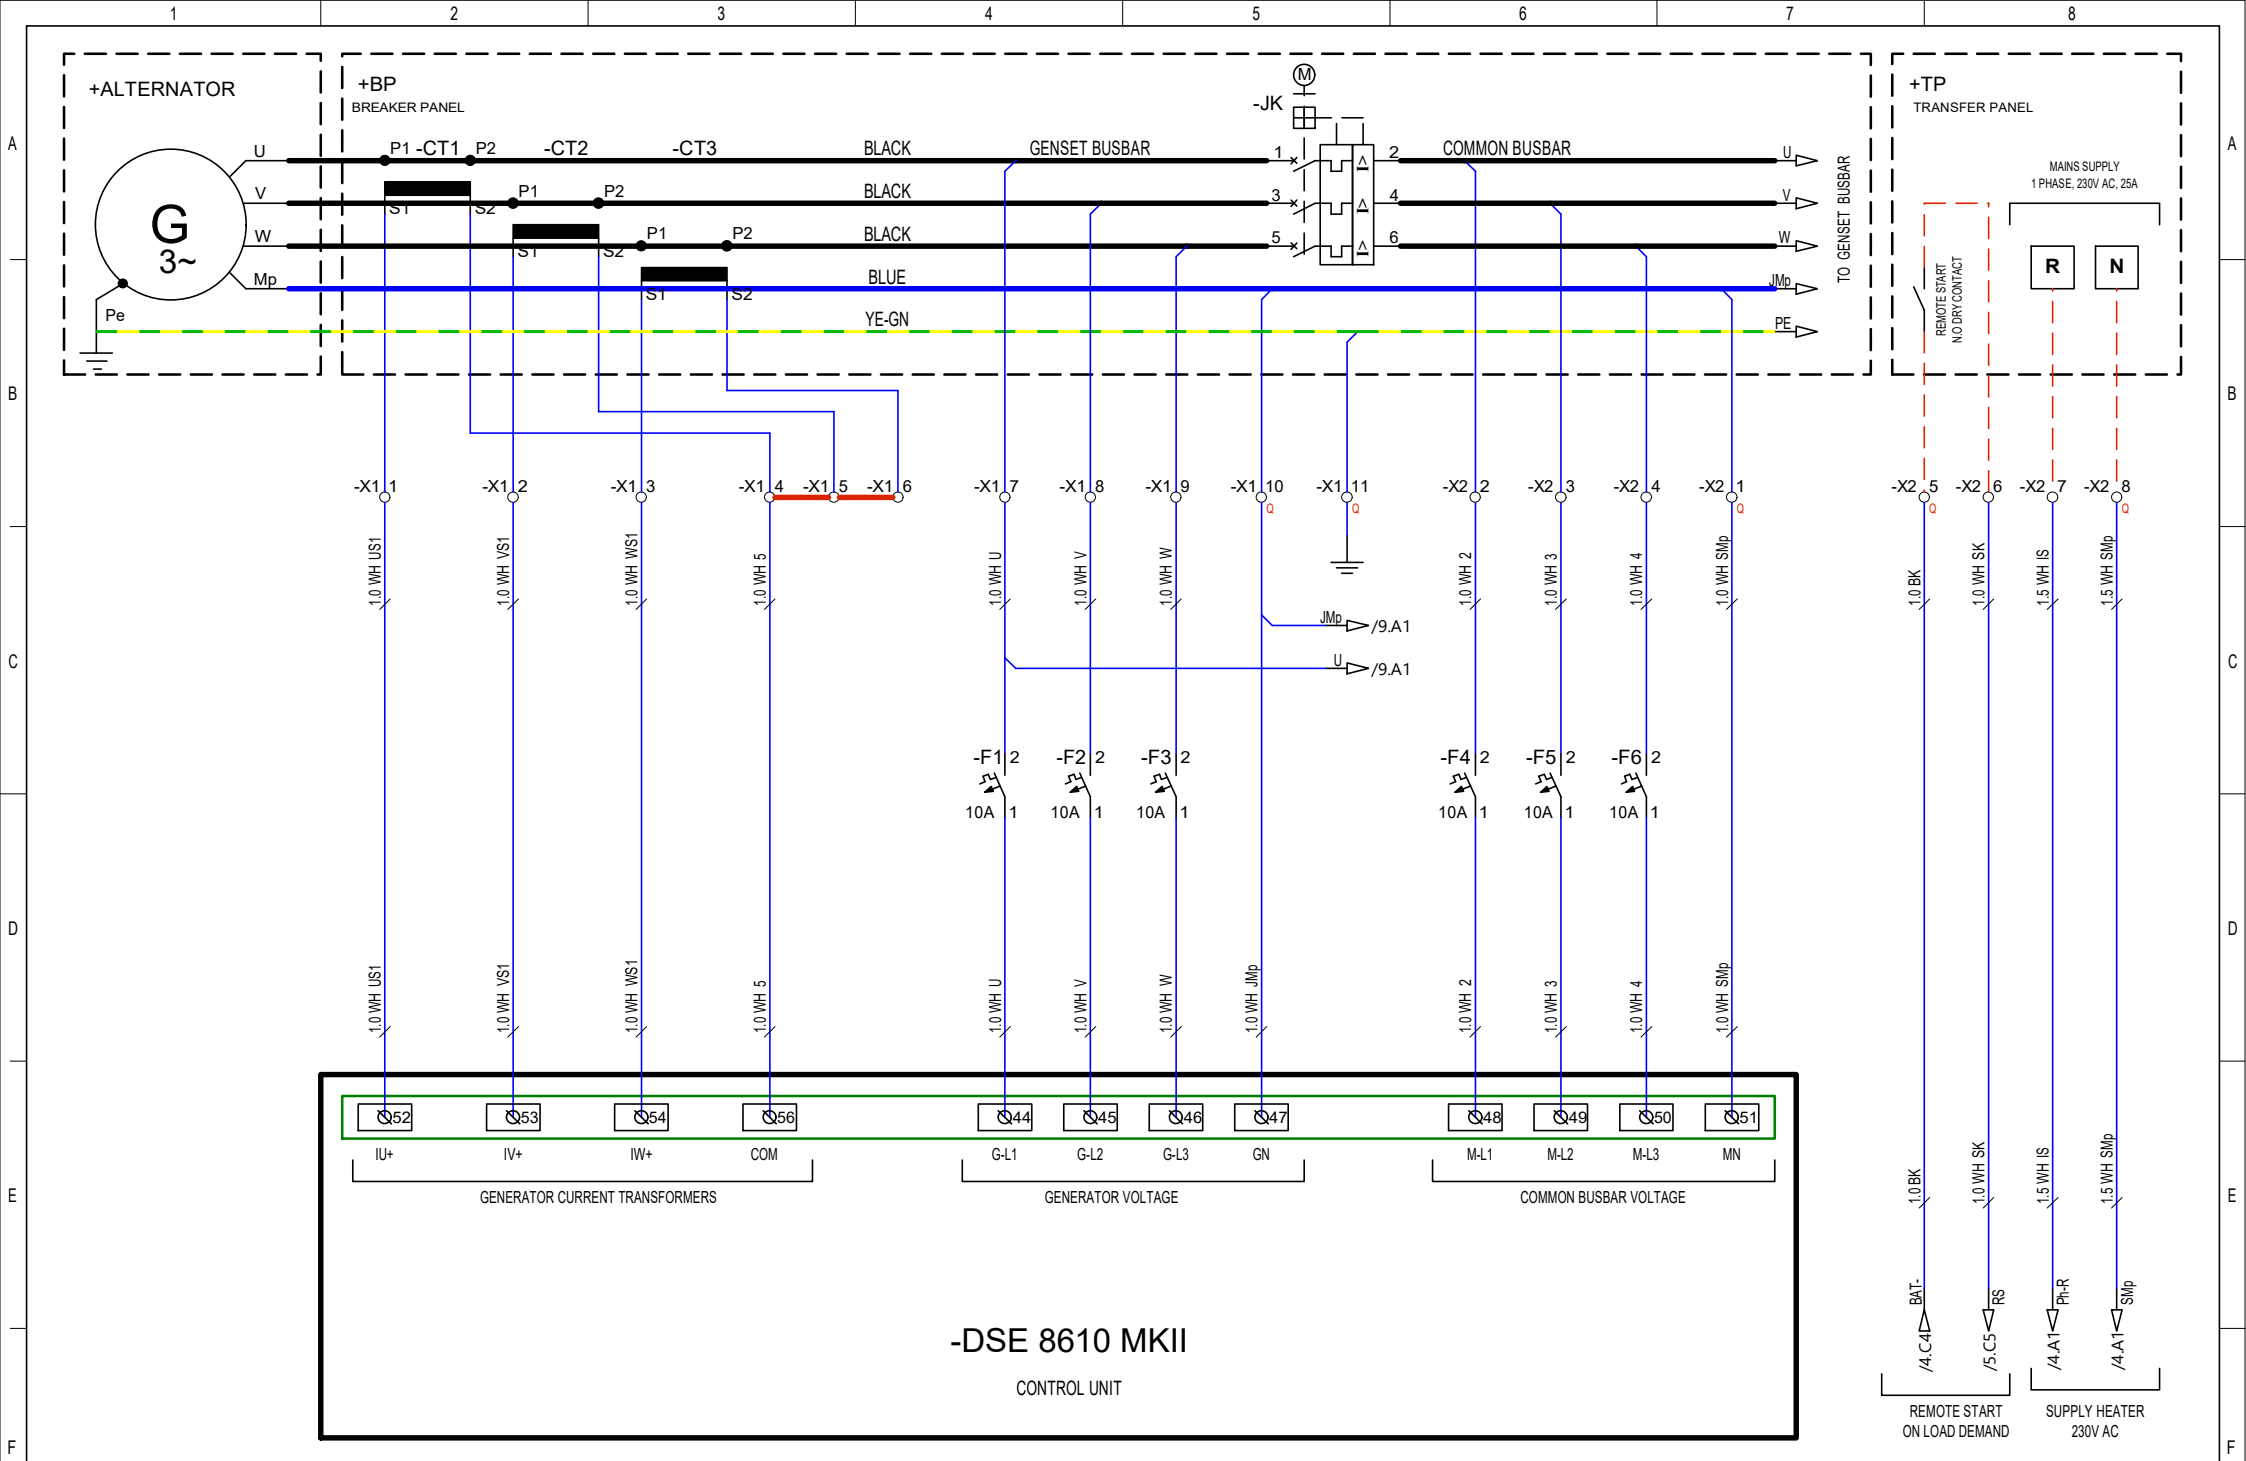 1 2 3 4 5 6 7 8
+ALTERNATOR
+BP
BREAKER PANEL
M
-JK
+TP
TRANSFER PANEL
A A
U P1 -CT1 P2 -CT2 -CT3 BLACK GENSET BUSBAR 1 2 COMMON BUSBAR U
MAINS SUPPLY
1 PHASE, 230V AC, 25A
V S1 S2 P1 P2 BLACK 3 4 V
G
3~
W S1 S2 P1 P2 BLACK 5 6 W
TO GENSET BUSBAR
Mp S1 S2 BLUE JMp
R N
REMOTE START
N.O DRY CONTACT
Pe YE-GN PE
B B
-X1 1 -X1 2 -X1 3 -X1 4 -X1 5 -X1 6 -X1 7 -X1 8 -X1 9 -X1 10 -X1 11 -X2 2 -X2 3 -X2 4 -X2 1 -X2 5 -X2 6 -X2 7 -X2 8
Q Q Q Q Q
1.0 WH US1 1.0 WH VS1 1.0 WH WS1 1.0 WH 5 1.0 WH U 1.0 WH V 1.0 WH W 1.0 WH 2 1.0 WH 3 1.0 WH 4 1.0 WH SMp 1.0 BK 1.0 WH SK 1.5 WH IS 1.5 WH SMp
JMp /9.A1
C C
U /9.A1
-F1 2 -F2 2 -F3 2 -F4 2 -F5 2 -F6 2
10A 1 10A 1 10A 1 10A 1 10A 1 10A 1
D D
1.0 WH US1 1.0 WH VS1 1.0 WH WS1 1.0 WH 5 1.0 WH U 1.0 WH V 1.0 WH W 1.0 WH JMp 1.0 WH 2 1.0 WH 3 1.0 WH 4 1.0 WH SMp
52 53 54 56 44 45 46 47 48 49 50 51
IU+ IV+ IW+ COM G-L1 G-L2 G-L3 GN M-L1 M-L2 M-L3 MN
E E
GENERATOR CURRENT TRANSFORMERS GENERATOR VOLTAGE COMMON BUSBAR VOLTAGE
1.0 BK 1.0 WH SK 1.5 WH IS 1.5 WH SMp
BAT- RS Ph-R SMp
/4.C4 /5.C5 /4.A1 /4.A1
-DSE 8610 MKII
CONTROL UNIT
REMOTE START
ON LOAD DEMAND
SUPPLY HEATER
230V AC
F F